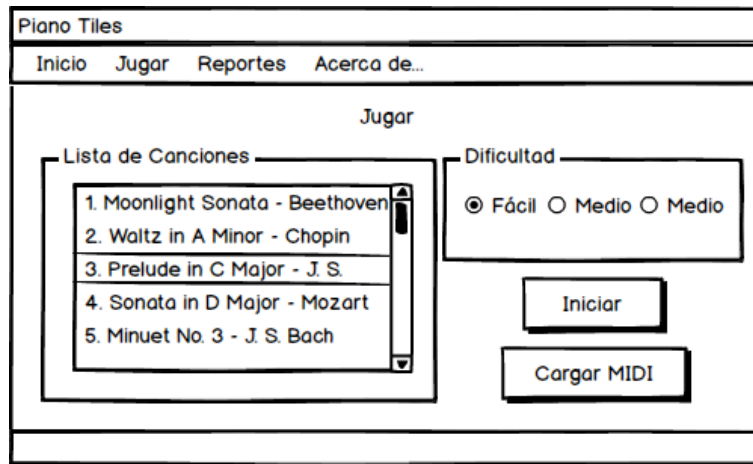 Piano Tiles
Inicio Jugar Reportes Acerca de...
Jugar
Lista de Canciones
1. Moonlight Sonata - Beethoven
2. Waltz in A Minor - Chopin
3. Prelude in C Major - J. S.
4. Sonata in D Major - Mozart
5. Minuet No. 3 - J. S. Bach
Dificultad
Fácil Medio Medio
Iniciar
Cargar MIDI